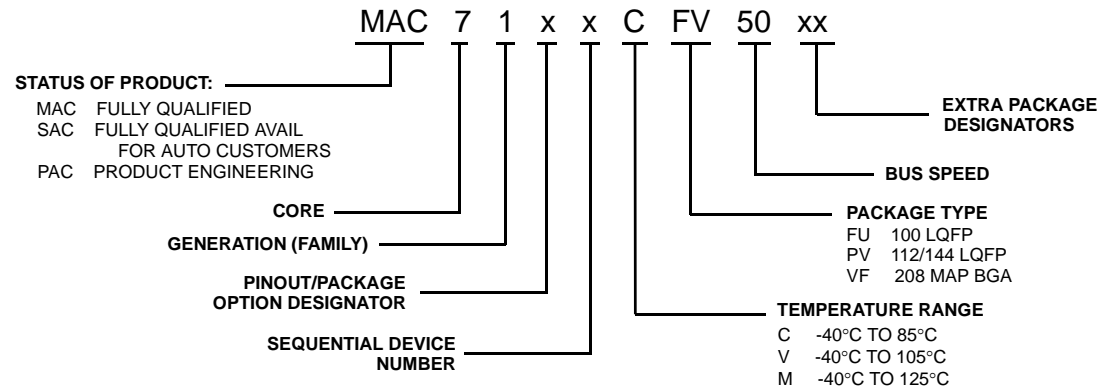 MAC 7 1 x x C FV 50 xx
STATUS OF PRODUCT:
MAC FULLY QUALIFIED
SAC FULLY QUALIFIED AVAIL
FOR AUTO CUSTOMERS
PAC PRODUCT ENGINEERING
CORE
GENERATION (FAMILY)
PINOUT/PACKAGE
OPTION DESIGNATOR
SEQUENTIAL DEVICE
NUMBER
EXTRA PACKAGE
DESIGNATORS
BUS SPEED
PACKAGE TYPE
FU 100 LQFP
PV 112/144 LQFP
VF 208 MAP BGA
TEMPERATURE RANGE
C -40°C TO 85°C
V -40°C TO 105°C
M -40°C TO 125°C